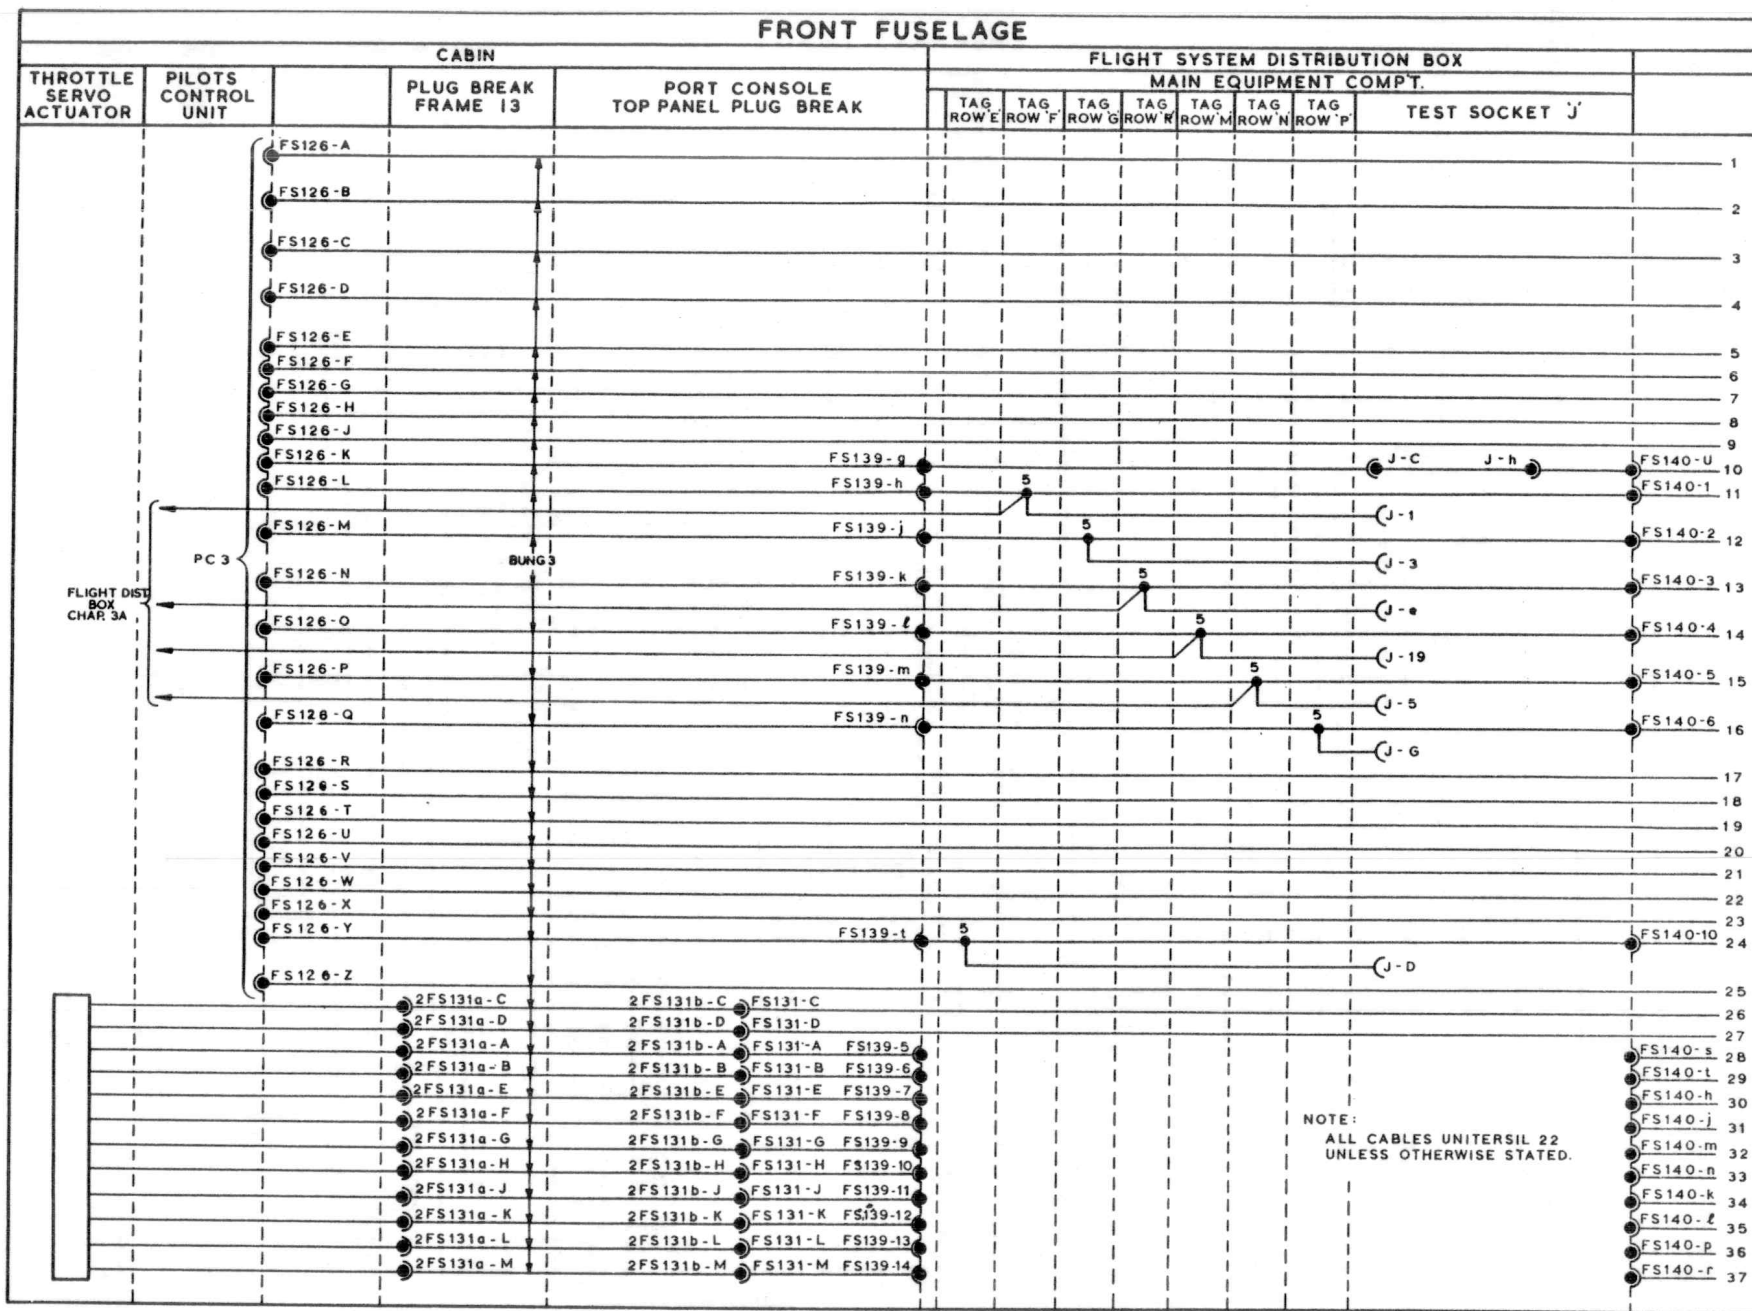 FRONT FUSELAGE
CABIN
FLIGHT SYSTEM DISTRIBUTION BOX
MAIN EQUIPMENT COMP'T.
THROTTLE
SERVO
ACTUATOR
PILOTS
CONTROL
UNIT
PLUG BREAK
FRAME 13
PORT CONSOLE
TOP PANEL PLUG BREAK
TAG ROW 'E'
TAG ROW 'F'
TAG ROW 'G'
TAG ROW 'R'
TAG ROW 'M'
TAG ROW 'N'
TAG ROW 'P'
TEST SOCKET 'J'
FS126-A 1
FS126-B 2
FS126-C 3
FS126-D 4
FS126-E 5
FS126-F 6
FS126-G 7
FS126-H 8
FS126-J 9
FS126-K FS139-g J-C J-h FS140-U 10
FS126-L FS139-h 5 FS140-1 11
J-1
FS126-M FS139-j 5 FS140-2 12
PC 3 BUNG 3 J-3
FS126-N FS139-k 5 FS140-3 13
FLIGHT DIST
BOX
CHAP. 3A
J-e
FS126-O FS139-l 5 FS140-4 14
J-19
FS126-P FS139-m 5 FS140-5 15
J-5
FS126-Q FS139-n 5 FS140-6 16
J-G
FS126-R 17
FS126-S 18
FS126-T 19
FS126-U 20
FS126-V 21
FS126-W 22
FS126-X 23
FS126-Y FS139-t 5 FS140-10 24
J-D
FS126-Z 25
2FS131a-C 2FS131b-C FS131-C 26
2FS131a-D 2FS131b-D FS131-D 27
2FS131a-A 2FS131b-A FS131-A FS139-5 FS140-s 28
2FS131a-B 2FS131b-B FS131-B FS139-6 FS140-t 29
2FS131a-E 2FS131b-E FS131-E FS139-7 FS140-h 30
2FS131a-F 2FS131b-F FS131-F FS139-8 FS140-j 31
2FS131a-G 2FS131b-G FS131-G FS139-9 FS140-m 32
2FS131a-H 2FS131b-H FS131-H FS139-10 FS140-n 33
2FS131a-J 2FS131b-J FS131-J FS139-11 FS140-k 34
2FS131a-K 2FS131b-K FS131-K FS139-12 FS140-l 35
2FS131a-L 2FS131b-L FS131-L FS139-13 FS140-p 36
2FS131a-M 2FS131b-M FS131-M FS139-14 FS140-r 37
NOTE:
ALL CABLES UNITERSIL 22
UNLESS OTHERWISE STATED.